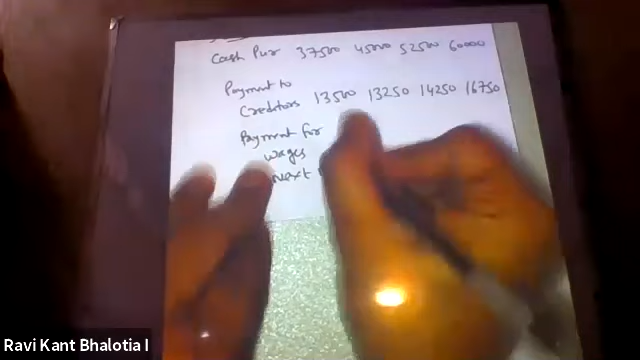 Cash Pur 37500 45000 52500 60000
Payment to
Creditors 13500 13250 14250 16750
Payment for
wages
next
Ravi Kant Bhalotia I